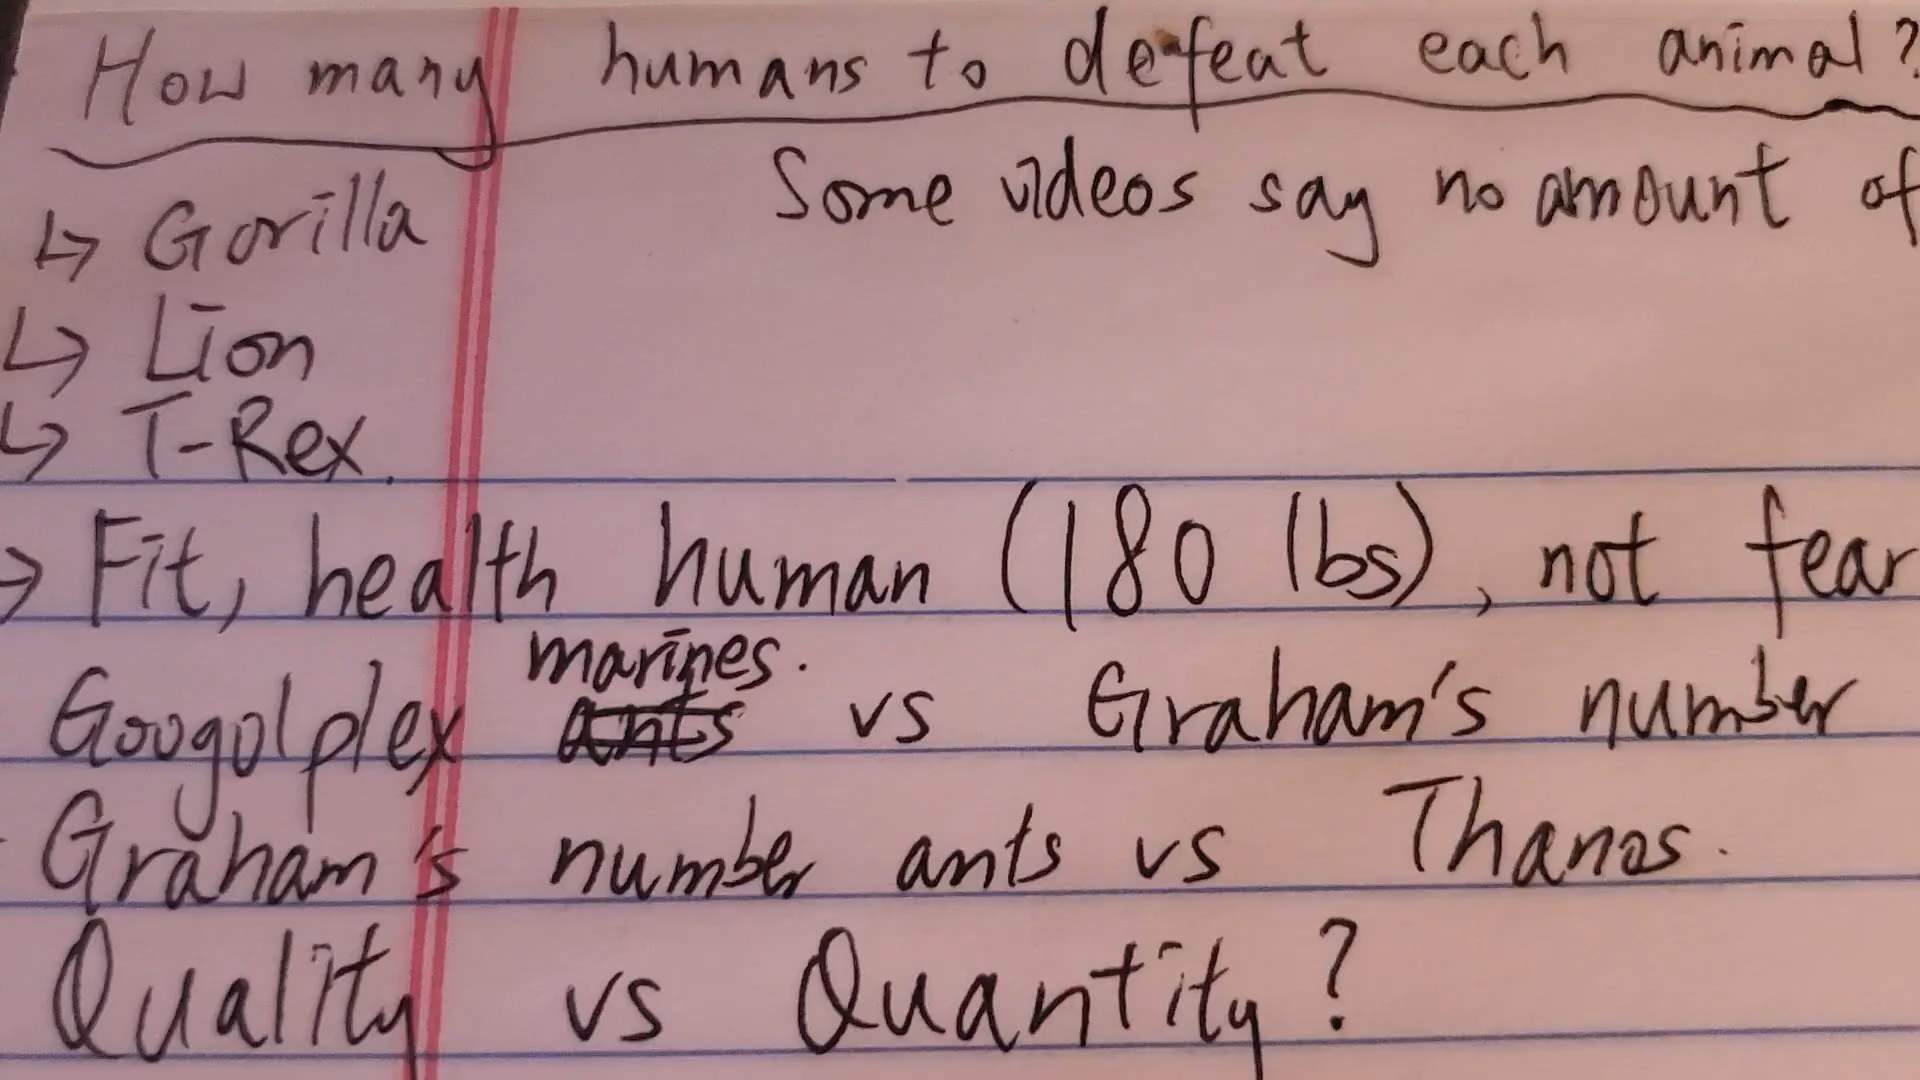 How many humans to defeat each animal?
Some videos say no amount of
↳ Gorilla
↳ Lion
↳ T-Rex.
→ Fit, health human (180 lbs), not fear
marines.
Googolplex ants vs Graham's number
Graham's number ants vs Thanos.
Quality vs Quantity?